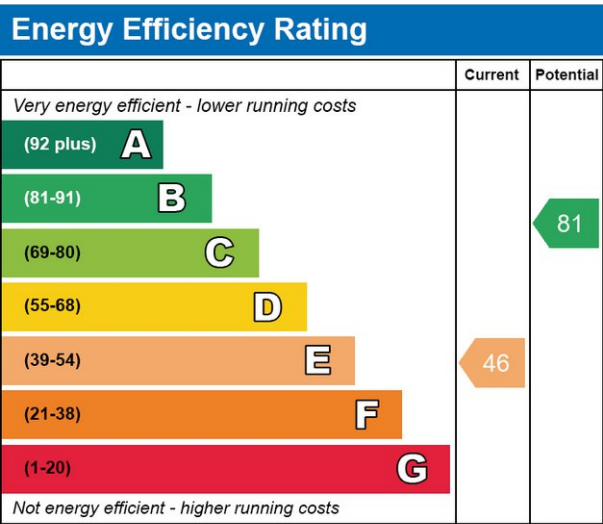 Energy Efficiency Rating
Current Potential
Very energy efficient - lower running costs
(92 plus) A
(81-91) B
81
(69-80) C
(55-68) D
(39-54) E 46
(21-38) F
(1-20) G
Not energy efficient - higher running costs